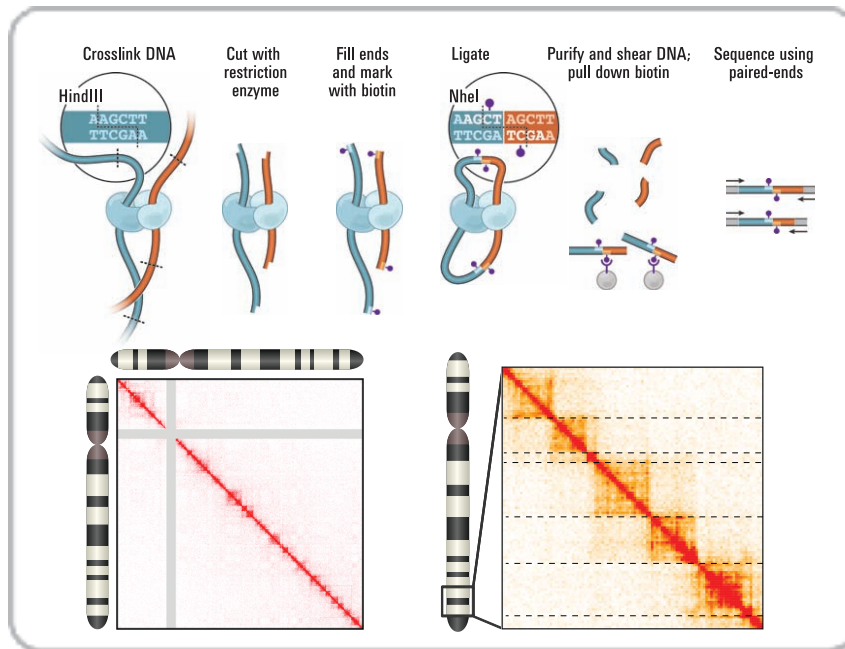 Crosslink DNA
Cut with
restriction
enzyme
Fill ends
and mark
with biotin
Ligate
Purify and shear DNA;
pull down biotin
Sequence using
paired-ends
HindIII
AAGCTT
TTCGAA
NheI
AAGCT AGCTT
TTCGA TCGAA